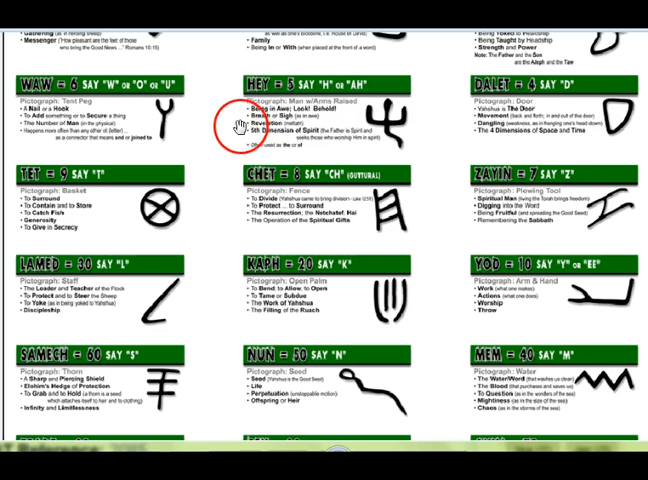 Gathering (as in herding sheep)
Messenger ("How pleasant are the feet of those
who bring the Good News ..." Romans 10:15)
Family
Being In or With (when placed at the front of a word)
Being Taught by Headship
Strength and Power
Note: The Father and the Son
are the Aleph and the Taw
WAW = 6 SAY "W" OR "O" OR "U"
Pictograph: Tent Peg
A Nail or a Hook
To Add something or to Secure a thing
The Number of Man (in the physical)
Happens more often than any other of (letter) ...
as a connector that means and or joined to
HEY = 5 SAY "H" OR "AH"
Pictograph: Man w/Arms Raised
Being in Awe; Look! Behold!
Breath or Sigh (as in awe)
Revelation
5th Dimension of Spirit (the Father is Spirit and
seeks those who worship Him in spirit)
Often used as the or of
DALET = 4 SAY "D"
Pictograph: Door
Yahshua is The Door
Movement (back and forth, in and out of the door)
Dangling (weakness, as in hanging one's head down)
The 4 Dimensions of Space and Time
TET = 9 SAY "T"
Pictograph: Basket
To Surround
To Contain and to Store
To Catch Fish
Generosity
To Give in Secrecy
CHET = 8 SAY "CH" (GUTTURAL)
Pictograph: Fence
To Divide (Yahshua came to bring division- Luke 12:51)
To Protect ... to Surround
The Resurrection; the Netchatef, Hai
The Operation of the Spiritual Gifts
ZAYIN = 7 SAY "Z"
Pictograph: Plowing Tool
Spiritual Man (living the Torah brings freedom)
Digging into the Word
Being Fruitful (and spreading the Good Seed)
Remembering the Sabbath
LAMED = 30 SAY "L"
Pictograph: Staff
The Leader and Teacher of the Flock
To Protect and to Steer the Sheep
To Yoke (as in being yoked to Yahshua)
Discipleship
KAPH = 20 SAY "K"
Pictograph: Open Palm
To Bend, to Allow, to Open
To Tame or Subdue
The Work of Yahshua
The Filling of the Ruach
YOD = 10 SAY "Y" OR "EE"
Pictograph: Arm & Hand
Work (what one makes)
Actions (what one does)
Worship
Throw
SAMECH = 60 SAY "S"
Pictograph: Thorn
A Sharp and Piercing Shield
Elohim's Hedge of Protection
To Grab and to Hold (a thorn is a seed
which attaches itself to hair and to clothing)
Infinity and Limitlessness
NUN = 50 SAY "N"
Pictograph: Seed
Seed (Yahshua is the Good Seed)
Life
Perpetuation (unstoppable motion)
Offspring or Heir
MEM = 40 SAY "M"
Pictograph: Water
The Water/Word (that washes us clean)
The Blood (that purchases and saves us)
To Question (as in the wonders of the sea)
Mightiness (as in the size of the sea)
Chaos (as in the storms of the sea)